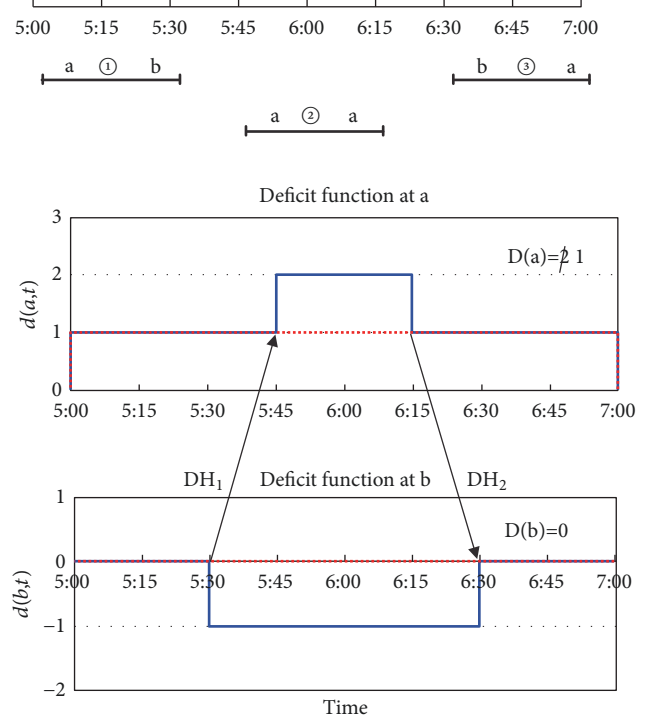 5:00 5:15 5:30 5:45 6:00 6:15 6:30 6:45 7:00
a ① b
b ③ a
a ② a
Deficit function at a
3
D(a)=2 1
2
d(a,t)
1
0
5:00 5:15 5:30 5:45 6:00 6:15 6:30 6:45 7:00
DH1 Deficit function at b DH2
1
D(b)=0
0
5:00 5:15 5:30 5:45 6:00 6:15 6:30 6:45 7:00
d(b,t)
−1
−2
Time